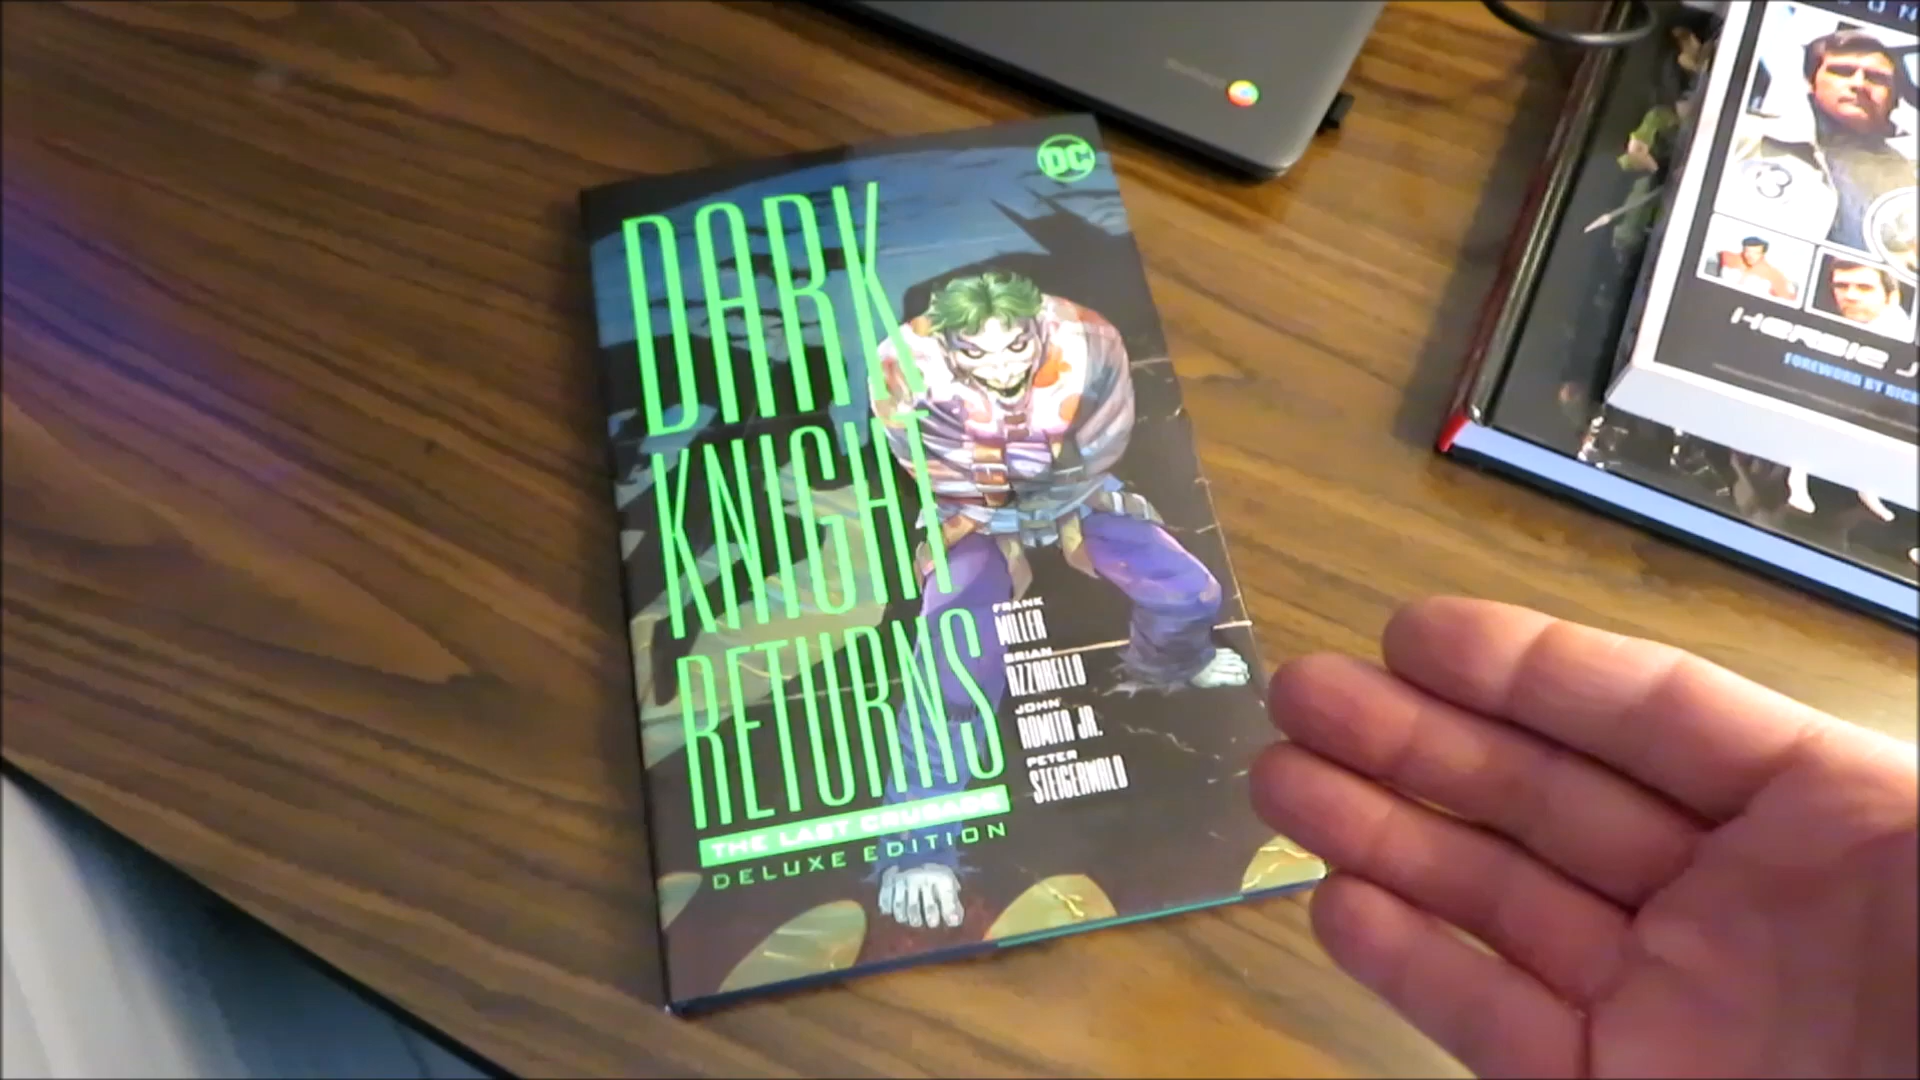 DC
DARK
KNIGHT
RETURNS
THE LAST CRUSADE
DELUXE EDITION
FRANK
MILLER
BRIAN
AZZARELLO
JOHN
ROMITA JR.
PETER
STEIGERWALD
FOREWORD BY